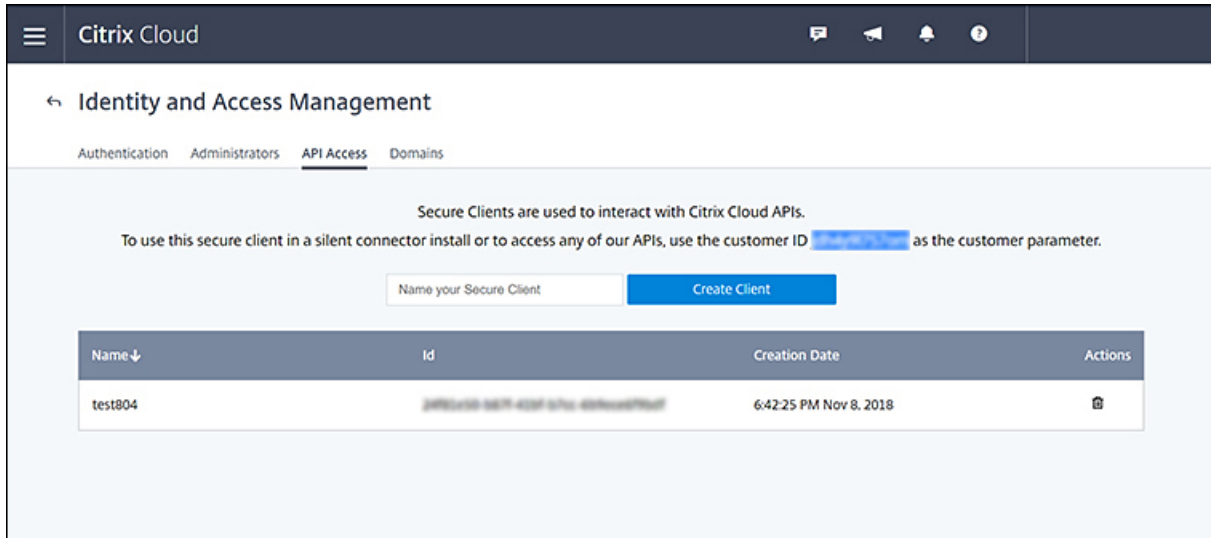 Citrix Cloud
Identity and Access Management
Authentication Administrators API Access Domains
Secure Clients are used to interact with Citrix Cloud APIs.
To use this secure client in a silent connector install or to access any of our APIs, use the customer ID as the customer parameter.
Name your Secure Client Create Client
Name Id Creation Date Actions
test804 6:42:25 PM Nov 8, 2018